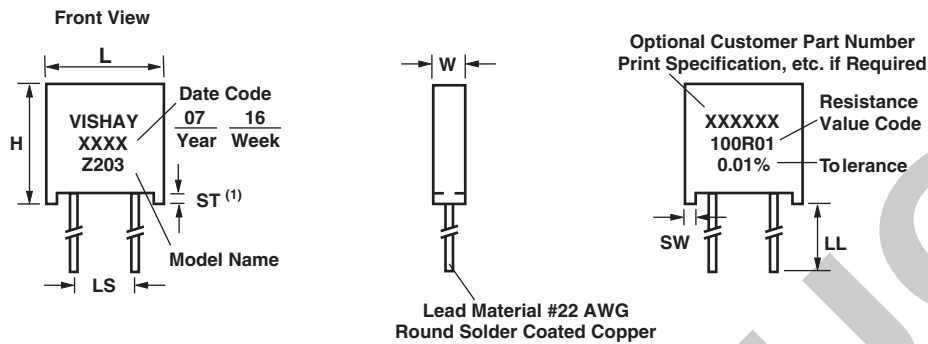 Front View
L
H
VISHAY
XXXX
Z203
Date Code
07 16
Year Week
ST (1)
Model Name
LS
W
Lead Material #22 AWG
Round Solder Coated Copper
Optional Customer Part Number
Print Specification, etc. if Required
XXXXXX
100R01
0.01%
Resistance
Value Code
Tolerance
SW
LL